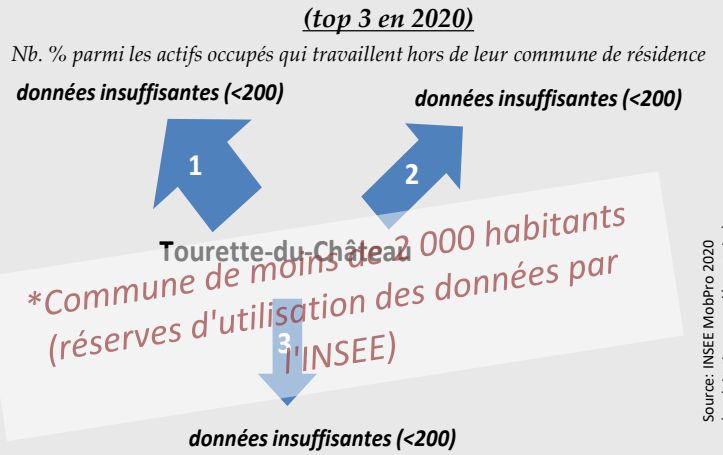 (top 3 en 2020)
Nb. % parmi les actifs occupés qui travaillent hors de leur commune de résidence
données insuffisantes (<200)
données insuffisantes (<200)
1
2
Tourette-du-Château
*Commune de moins de 2 000 habitants
(réserves d'utilisation des données par
l'INSEE)
3
données insuffisantes (<200)
Source: INSEE MobPro 2020